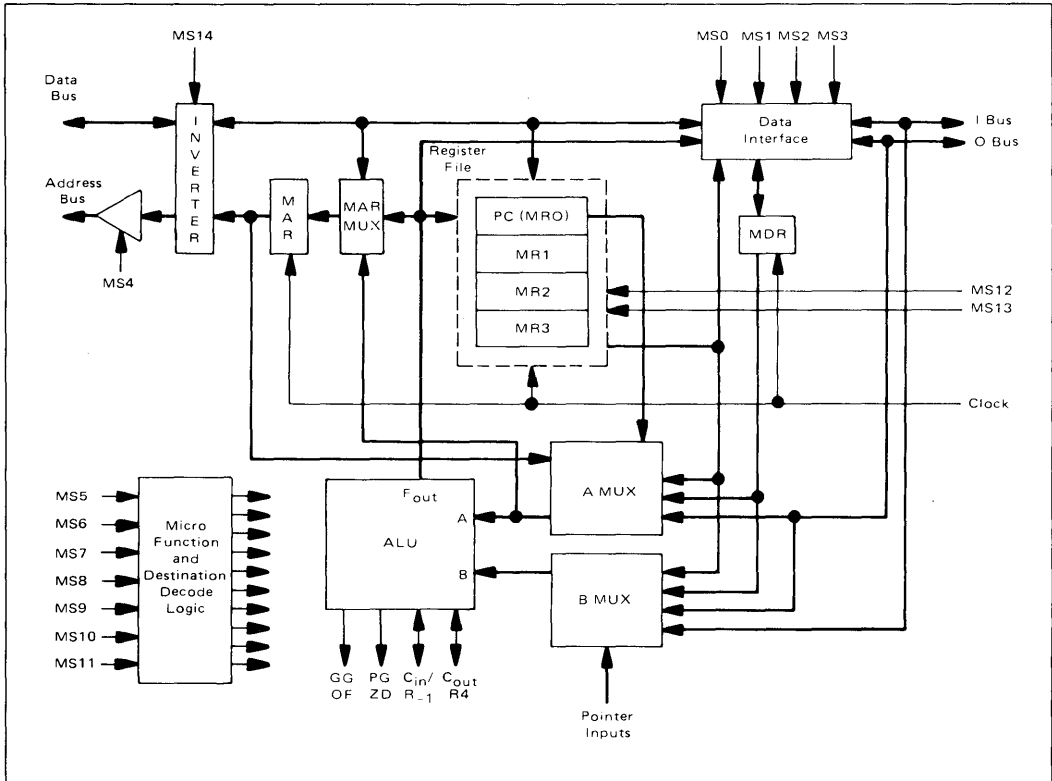 MS14
MS0
MS1
MS2
MS3
Data
Bus
INVERTER
Data
Interface
I Bus
O Bus
Register
File
Address
Bus
MAR
MAR
MUX
PC (MRO)
MR1
MR2
MR3
MDR
MS4
MS12
MS13
Clock
Fout
A
ALU
B
A MUX
B MUX
MS5
MS6
MS7
MS8
MS9
MS10
MS11
Micro
Function
and
Destination
Decode
Logic
GG
OF
PG
ZD
Cin/
R−1
Cout
R4
Pointer
Inputs